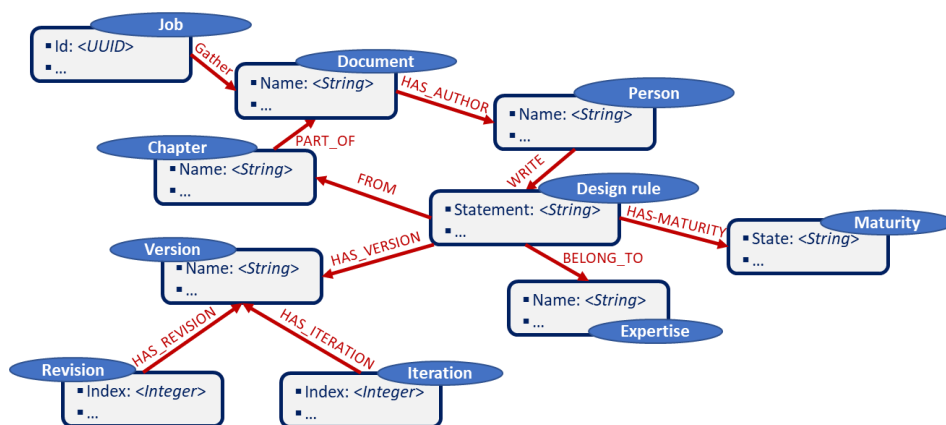 Job
▪ Id: <UUID>
▪ ...
Gather
Document
▪ Name: <String>
▪ ...
HAS_AUTHOR
Person
▪ Name: <String>
▪ ...
PART_OF
Chapter
▪ Name: <String>
▪ ...
WRITE
FROM
Design rule
▪ Statement: <String>
▪ ...
HAS-MATURITY
Maturity
▪ State: <String>
▪ ...
HAS_VERSION
Version
▪ Name: <String>
▪ ...
BELONG_TO
▪ Name: <String>
▪ ...
Expertise
HAS_REVISION
HAS_ITERATION
Revision
▪ Index: <Integer>
▪ ...
Iteration
▪ Index: <Integer>
▪ ...